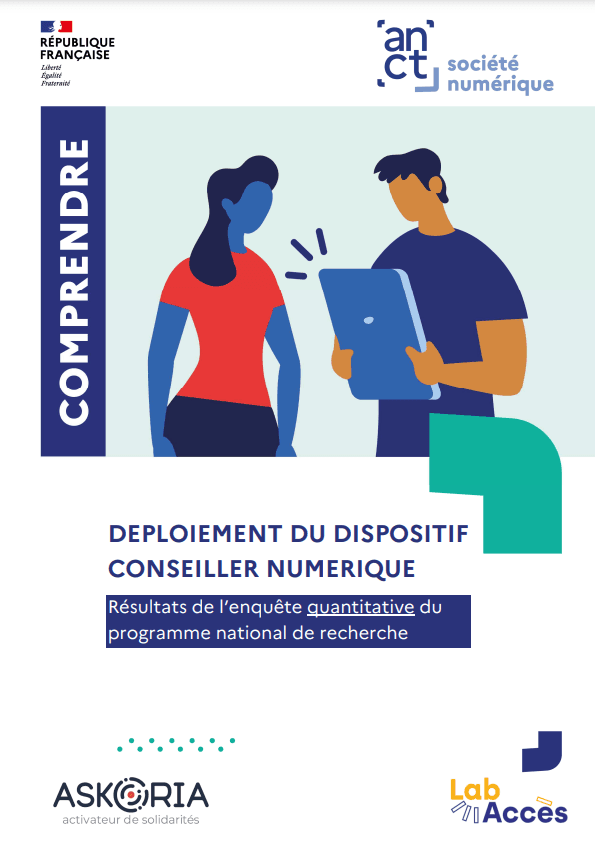 RÉPUBLIQUE
FRANÇAISE
Liberté
Égalité
Fraternité
an
ct
société
numérique
COMPRENDRE
DEPLOIEMENT DU DISPOSITIF
CONSEILLER NUMERIQUE
Résultats de l'enquête quantitative du
programme national de recherche
ASKORIA
activateur de solidarités
Lab
Accès